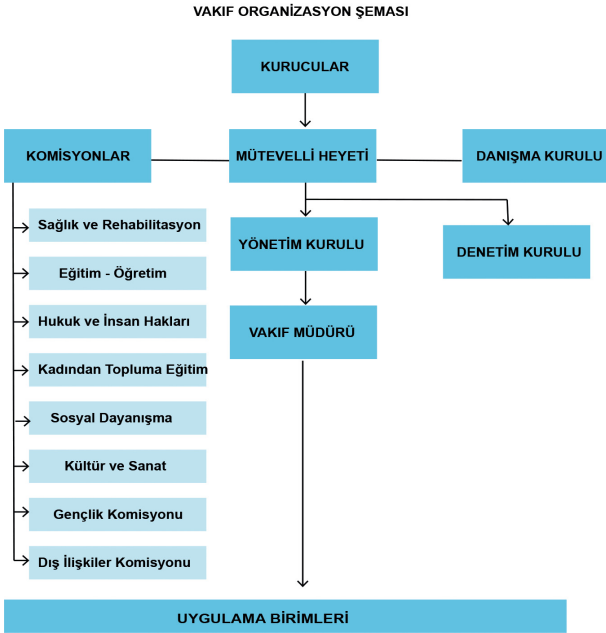 VAKIF ORGANİZASYON ŞEMASI
KURUCULAR
KOMİSYONLAR
MÜTEVELLİ HEYETİ
DANIŞMA KURULU
Sağlık ve Rehabilitasyon
Eğitim - Öğretim
Hukuk ve İnsan Hakları
Kadından Topluma Eğitim
Sosyal Dayanışma
Kültür ve Sanat
Gençlik Komisyonu
Dış İlişkiler Komisyonu
YÖNETİM KURULU
DENETİM KURULU
VAKIF MÜDÜRÜ
UYGULAMA BİRİMLERİ